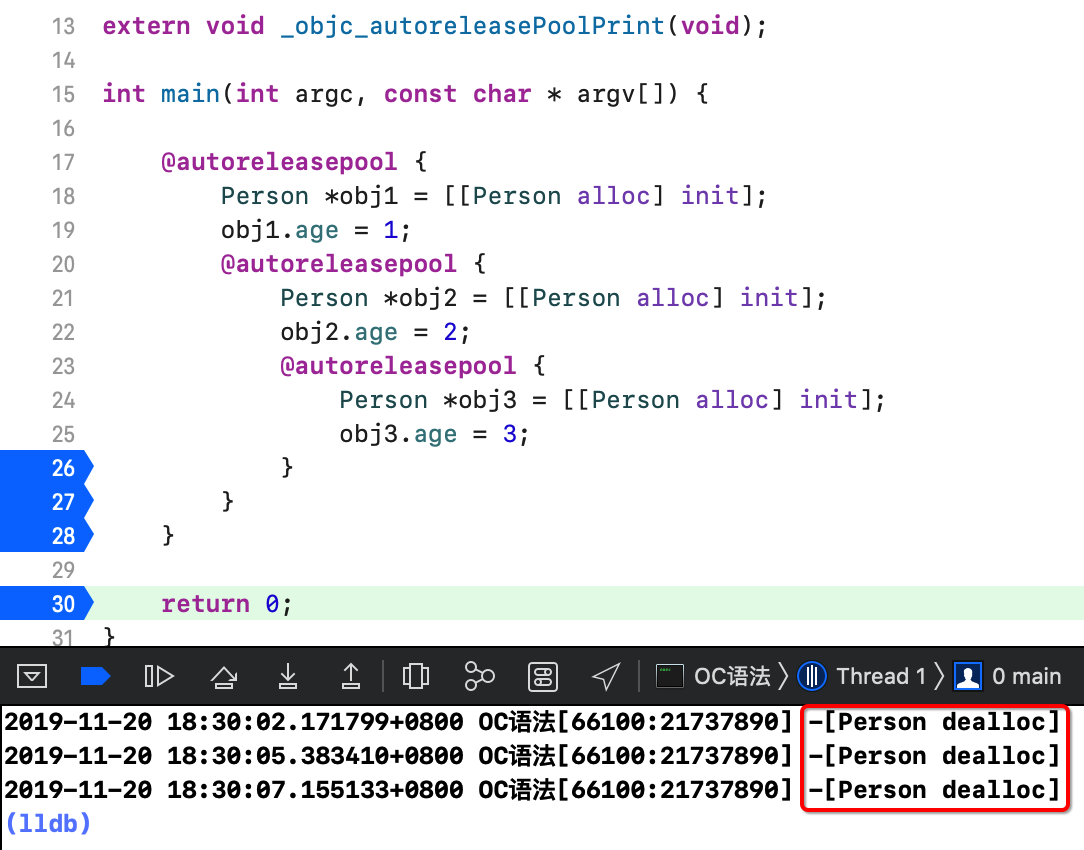 13 extern void _objc_autoreleasePoolPrint(void);
14
15 int main(int argc, const char * argv[]) {
16
17     @autoreleasepool {
18         Person *obj1 = [[Person alloc] init];
19         obj1.age = 1;
20         @autoreleasepool {
21             Person *obj2 = [[Person alloc] init];
22             obj2.age = 2;
23             @autoreleasepool {
24                 Person *obj3 = [[Person alloc] init];
25                 obj3.age = 3;
26             }
27         }
28     }
29
30     return 0;
31 }
OC语法 Thread 1 0 main
2019-11-20 18:30:02.171799+0800 OC语法[66100:21737890] -[Person dealloc]
2019-11-20 18:30:05.383410+0800 OC语法[66100:21737890] -[Person dealloc]
2019-11-20 18:30:07.155133+0800 OC语法[66100:21737890] -[Person dealloc]
(lldb)